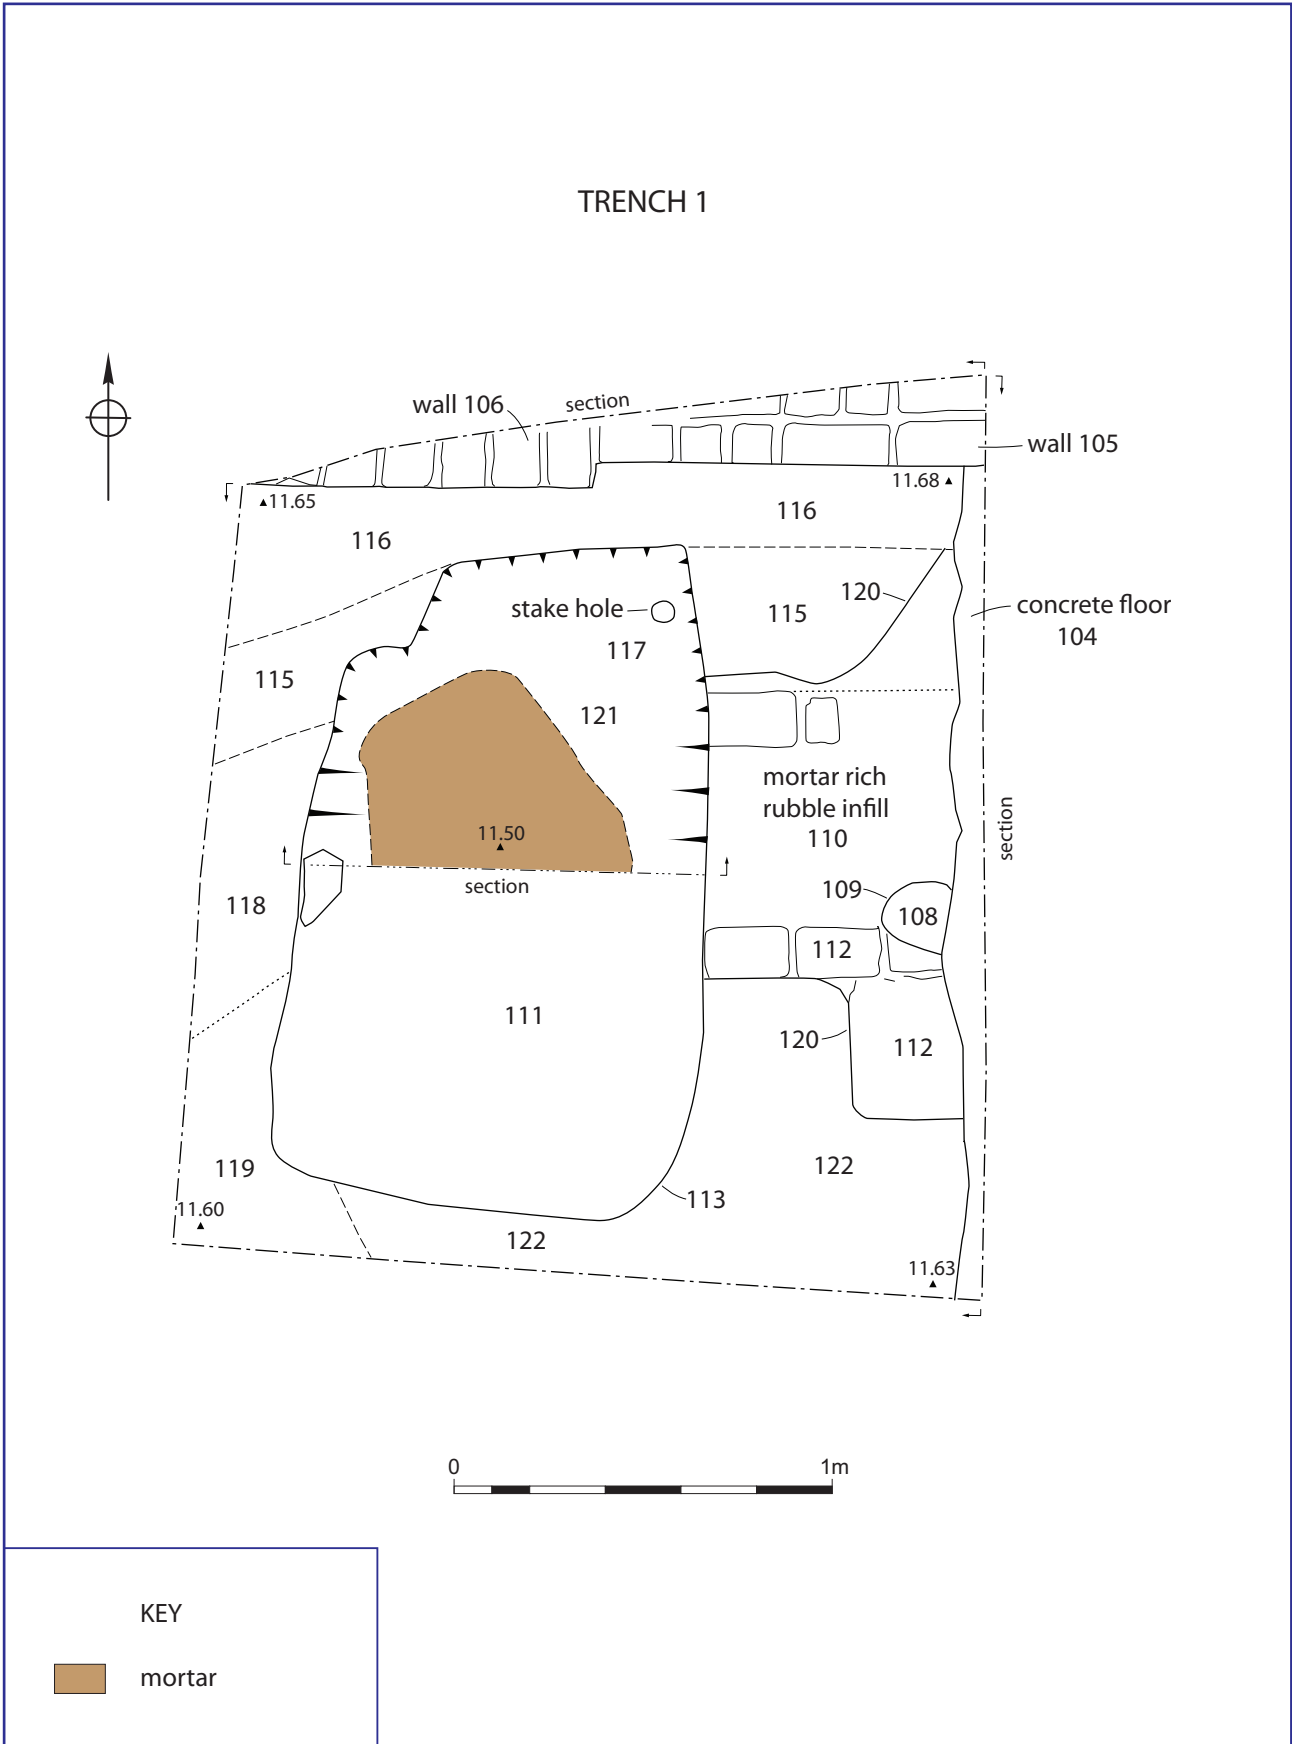 TRENCH 1
wall 106
section
wall 105
11.65
11.68
116
116
stake hole
120
115
concrete floor
104
117
115
121
mortar rich
rubble infill
110
section
11.50
section
109
108
118
112
111
120
112
119
122
113
11.60
122
11.63
0
1m
KEY
mortar